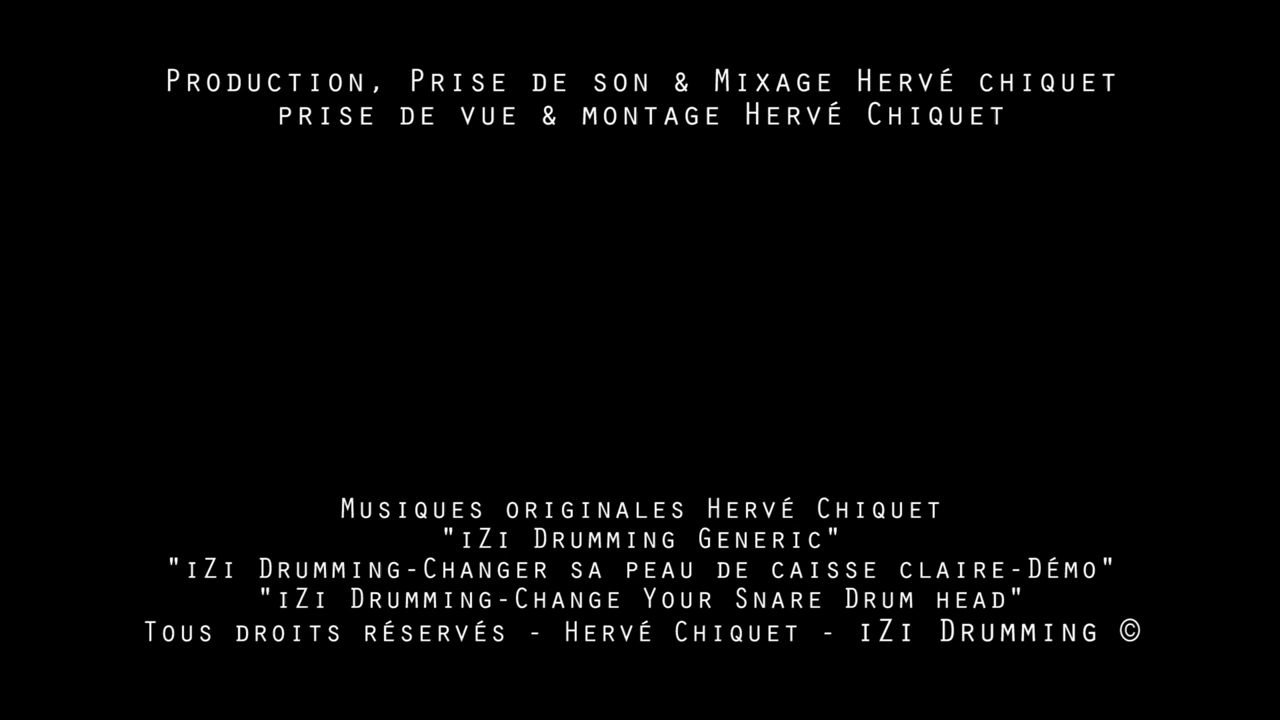 Production, Prise de son & Mixage Hervé chiquet
prise de vue & montage Hervé Chiquet
Musiques originales Hervé Chiquet
"iZi Drumming Generic"
"iZi Drumming-Changer sa peau de caisse claire-Démo"
"iZi Drumming-Change Your Snare Drum head"
Tous droits réservés - Hervé Chiquet - iZi Drumming ©